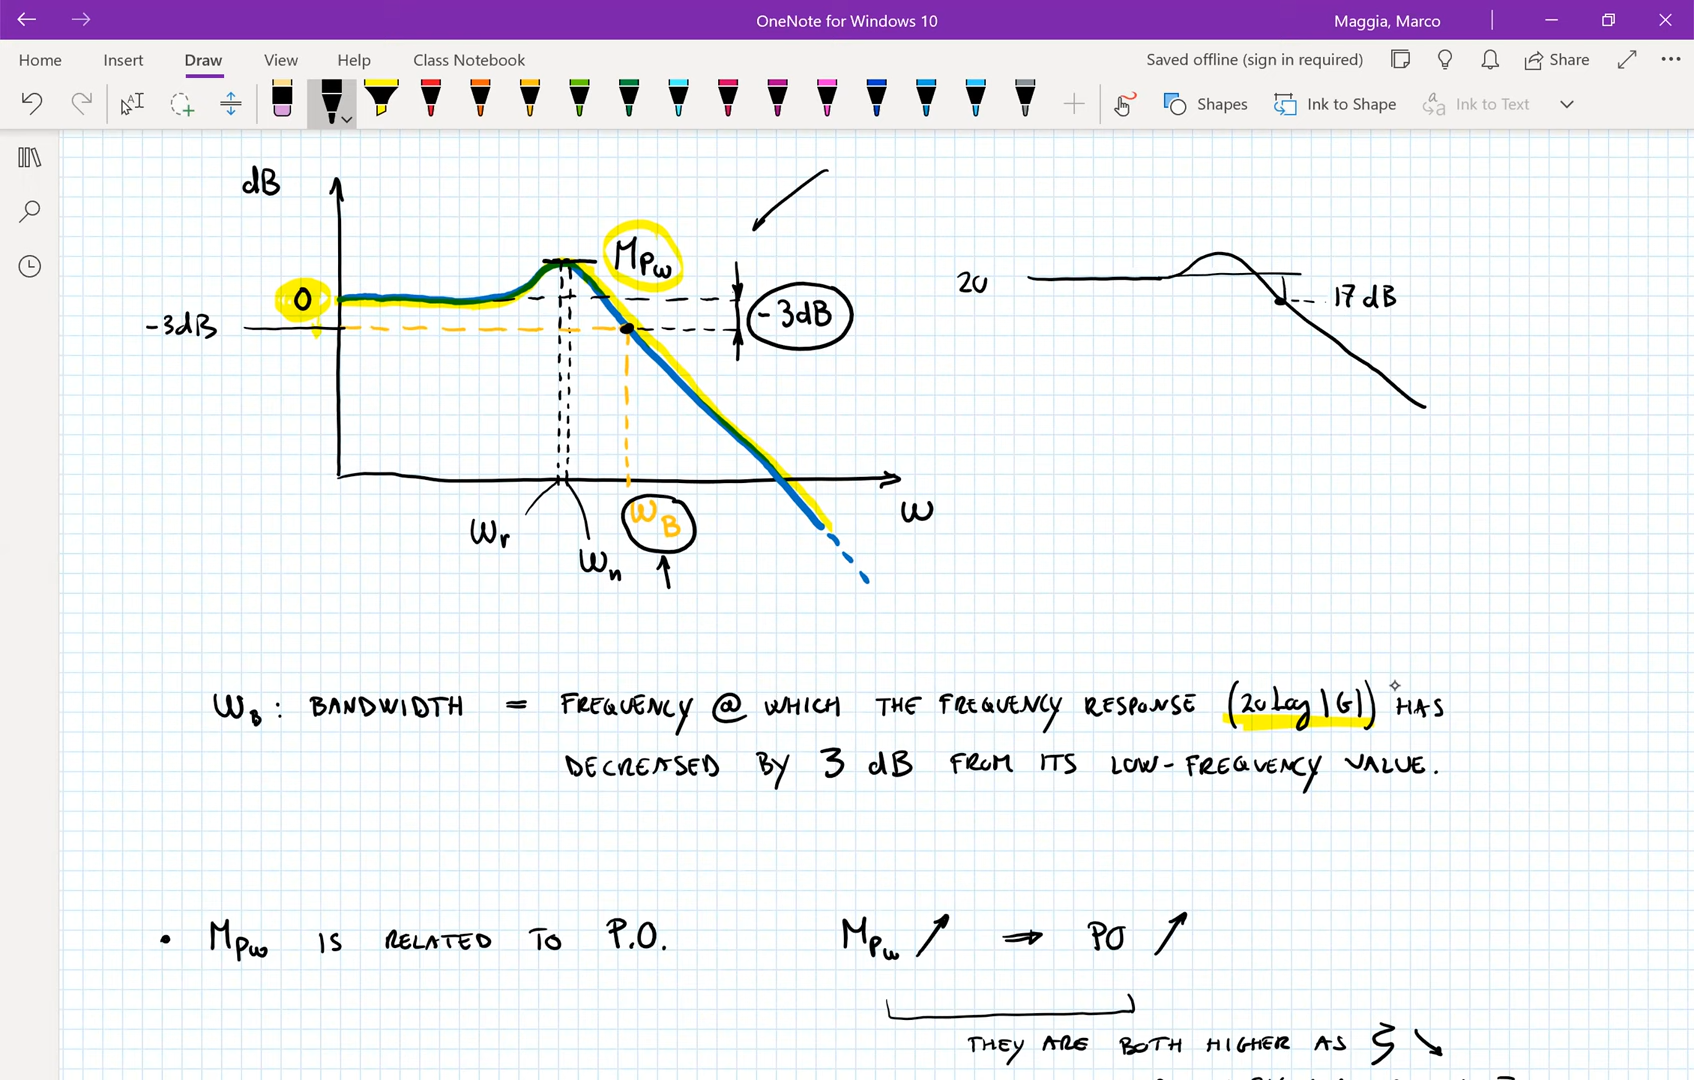 OneNote for Windows 10
Maggia, Marco
Home Insert Draw View Help Class Notebook
Saved offline (sign in required) Share
Shapes Ink to Shape Ink to Text
dB
Mpω
0
-3dB
-3dB
20
17 dB
ω
ωB
ωr
ωn
ωB : BANDWIDTH = FREQUENCY @ WHICH THE FREQUENCY RESPONSE (20 Log |G|) HAS
DECREASED BY 3 dB FROM ITS LOW-FREQUENCY VALUE.
• Mpω IS RELATED TO P.O. Mpω ↗ ⇒ PO ↗
THEY ARE BOTH HIGHER AS ξ ↘